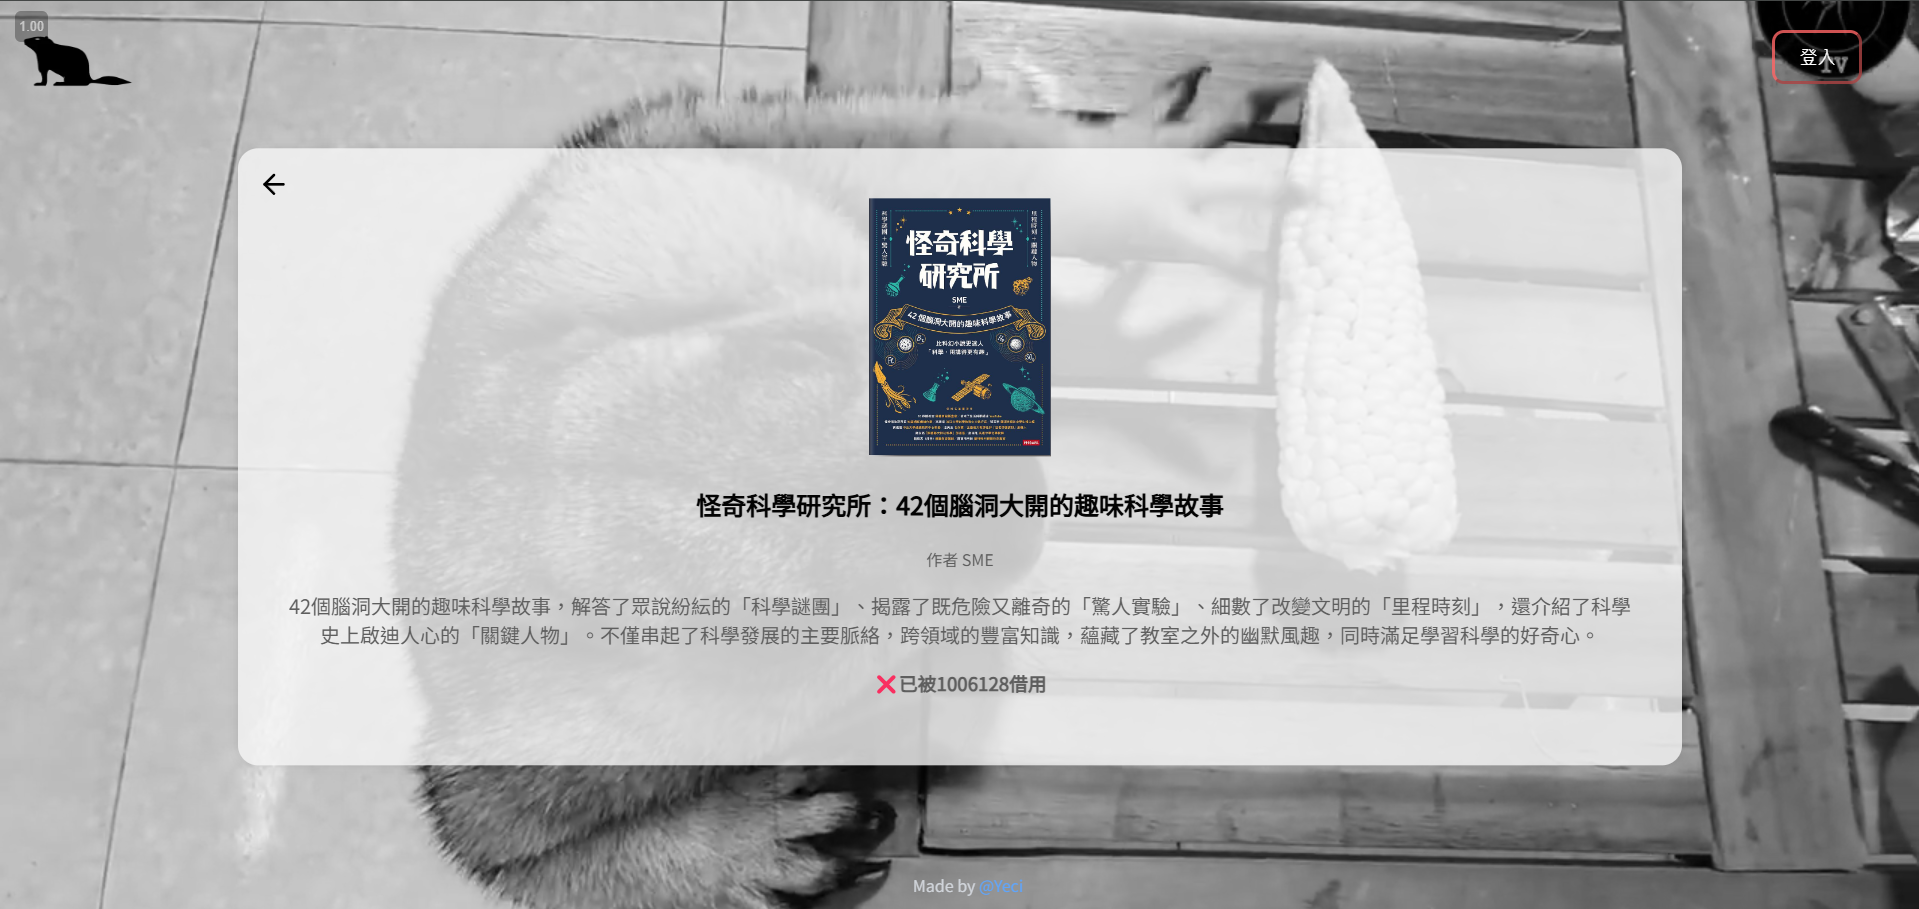 1.00
登入
TV
怪奇科學
研究所
SME
42個腦洞大開的趣味科學故事
比科幻小說更迷人
怪奇科學研究所：42個腦洞大開的趣味科學故事
作者 SME
42個腦洞大開的趣味科學故事，解答了眾說紛紜的「科學謎團」、揭露了既危險又離奇的「驚人實驗」、細數了改變文明的「里程時刻」，還介紹了科學
史上啟迪人心的「關鍵人物」。不僅串起了科學發展的主要脈絡，跨領域的豐富知識，蘊藏了教室之外的幽默風趣，同時滿足學習科學的好奇心。
❌已被1006128借用
Made by @Yeci